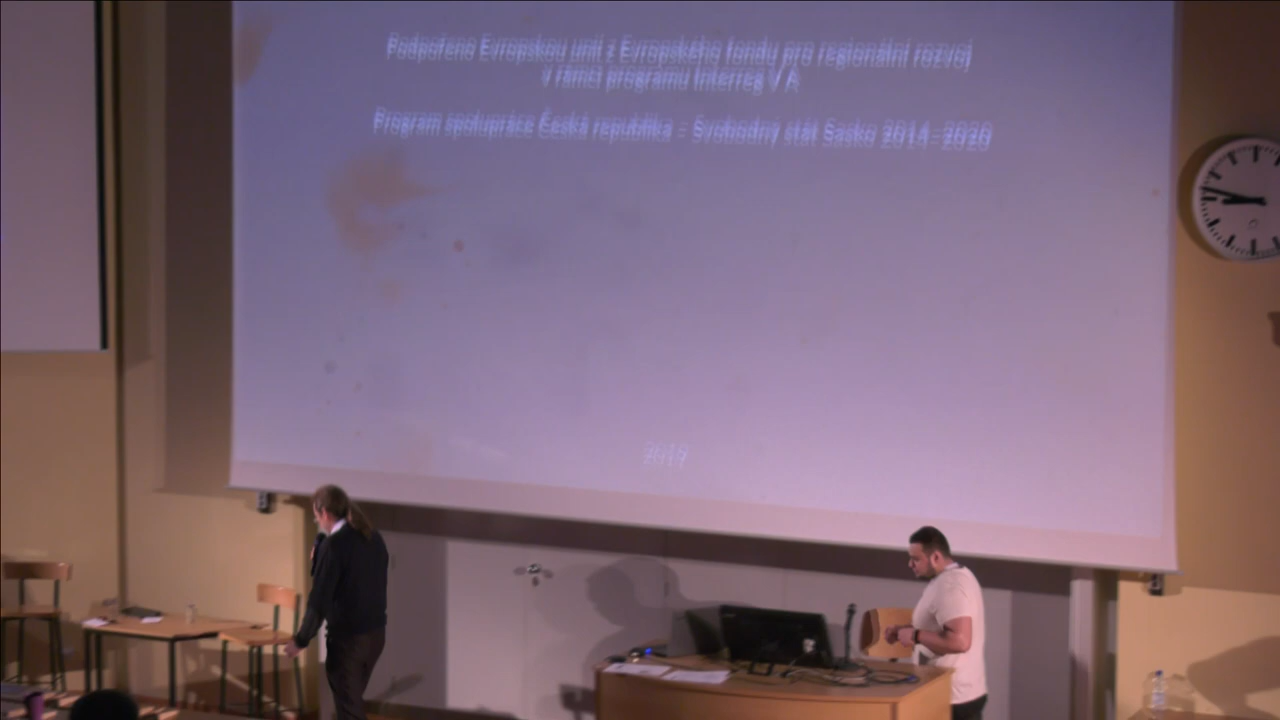 Podpořeno Evropskou unií z Evropského fondu pro regionální rozvoj
v rámci programu Interreg V A
Program spolupráce Česká republika – Svobodný stát Sasko 2014–2020
2019